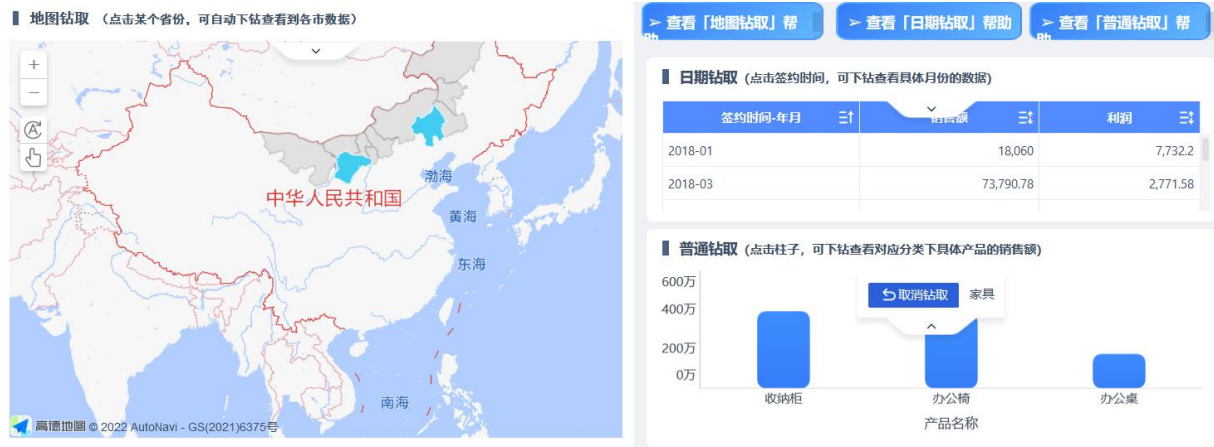 地图钻取 (点击某个省份，可自动下钻查看到各市数据)
中华人民共和国
渤海
黄海
东海
南海
高德地图 © 2022 AutoNavi - GS(2021)6375号
➢ 查看「地图钻取」帮助
➢ 查看「日期钻取」帮助
➢ 查看「普通钻取」帮助
日期钻取 (点击签约时间，可下钻查看具体月份的数据)
签约时间-年月 销售额 利润
2018-01 18,060 7,732.2
2018-03 73,790.78 2,771.58
普通钻取 (点击柱子，可下钻查看对应分类下具体产品的销售额)
取消钻取 家具
600万
400万
200万
0万
收纳柜 办公椅 办公桌
产品名称